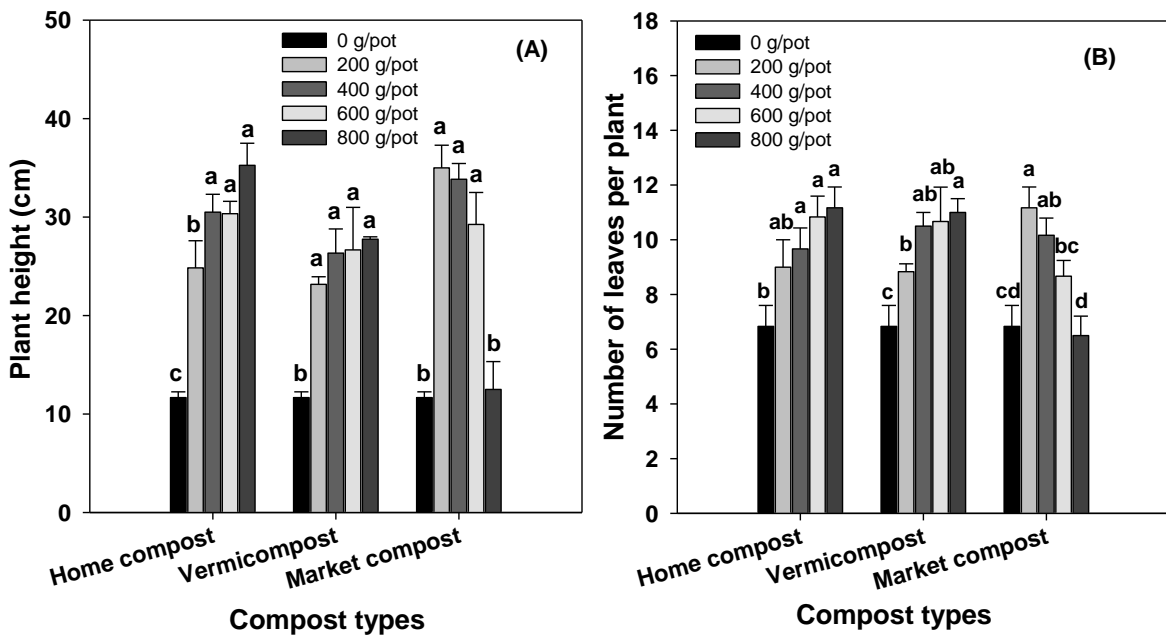 50
40
30
20
10
0
Plant height (cm)
0 g/pot
200 g/pot
400 g/pot
600 g/pot
800 g/pot
(A)
c
b
a
a
a
b
a
a
a
a
b
a
a
a
b
Home compost
Vermicompost
Market compost
Compost types
18
16
14
12
10
8
6
4
2
0
Number of leaves per plant
0 g/pot
200 g/pot
400 g/pot
600 g/pot
800 g/pot
(B)
b
ab
a
a
a
c
b
ab
ab
a
cd
a
ab
bc
d
Home compost
Vermicompost
Market compost
Compost types